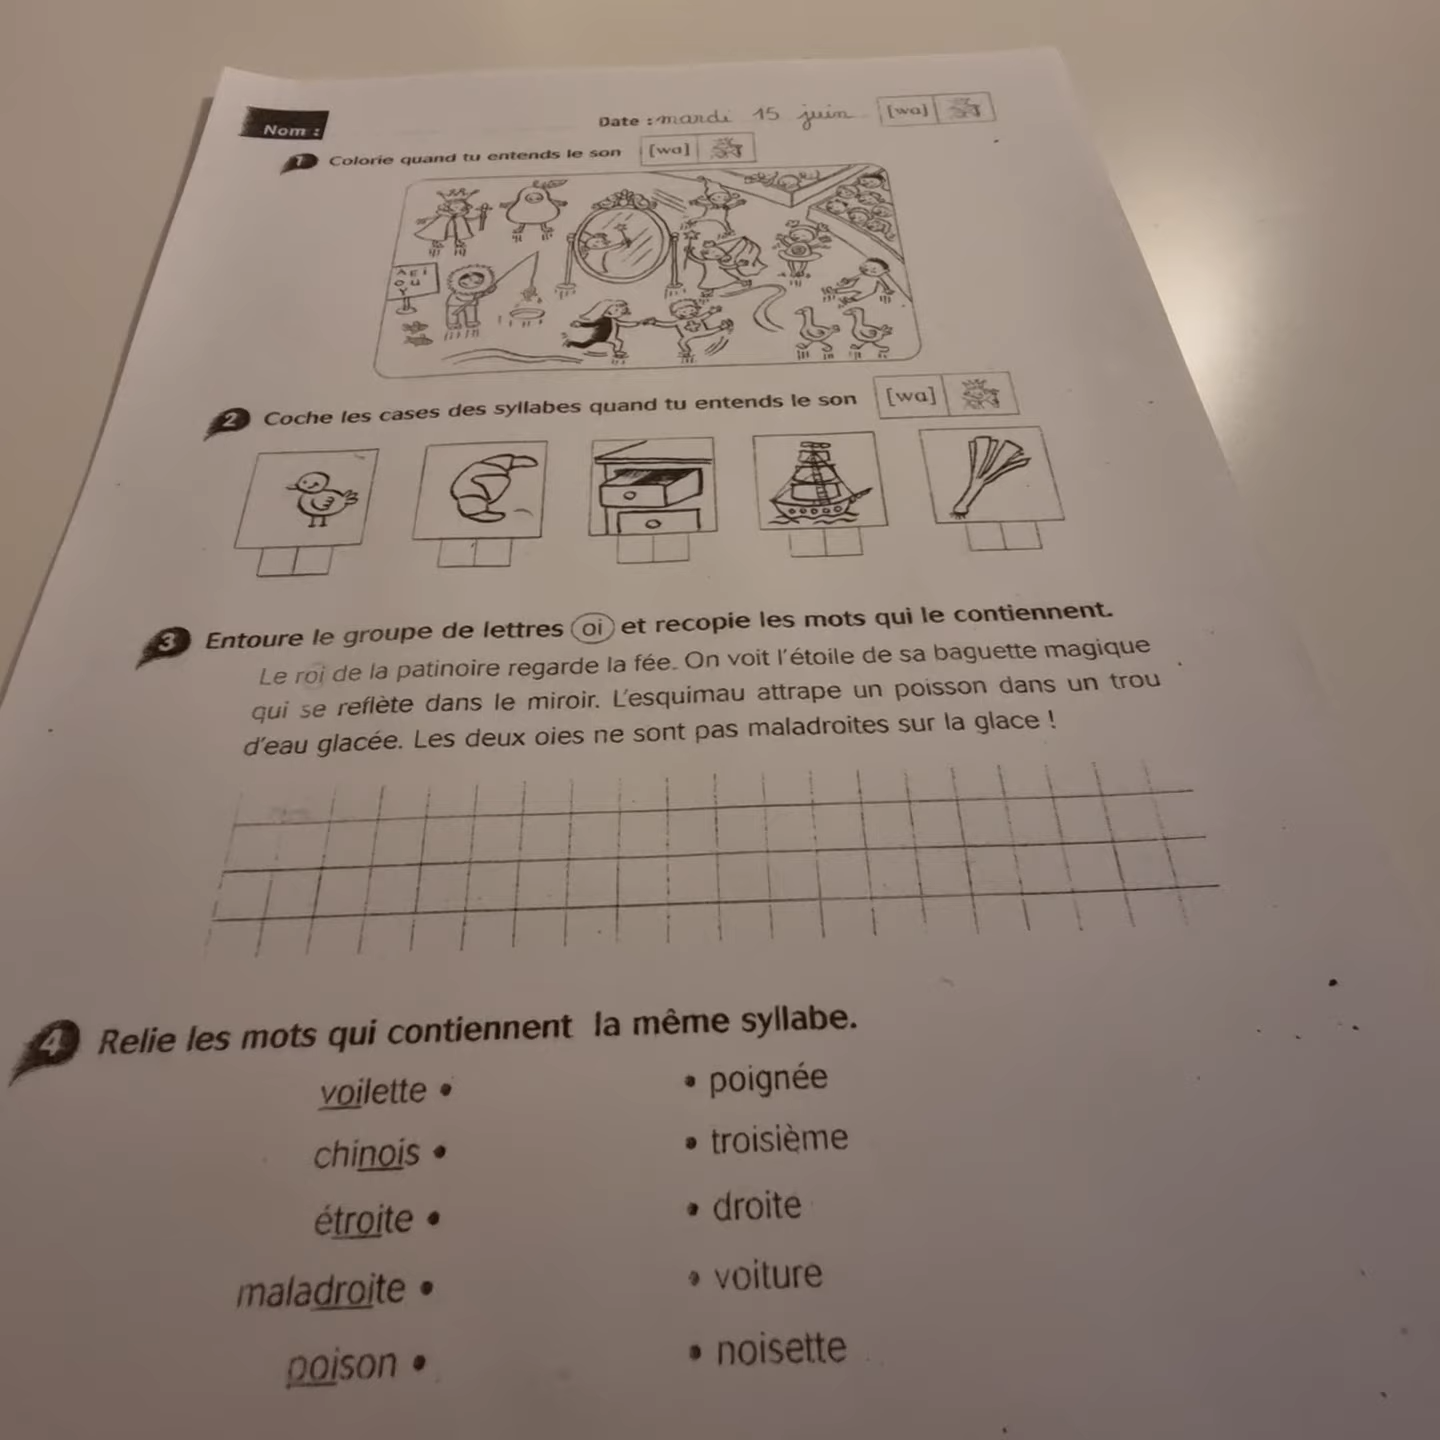 Nom :
Date : mardi 15 juin [wa]
1 Colorie quand tu entends le son [wa]
A E i
O U
Y
2 Coche les cases des syllabes quand tu entends le son [wa]
3 Entoure le groupe de lettres oi et recopie les mots qui le contiennent.
Le roi de la patinoire regarde la fée. On voit l'étoile de sa baguette magique
qui se reflète dans le miroir. L'esquimau attrape un poisson dans un trou
d'eau glacée. Les deux oies ne sont pas maladroites sur la glace !
4 Relie les mots qui contiennent la même syllabe.
voilette • • poignée
chinois • • troisième
étroite • • droite
maladroite • • voiture
poison • • noisette